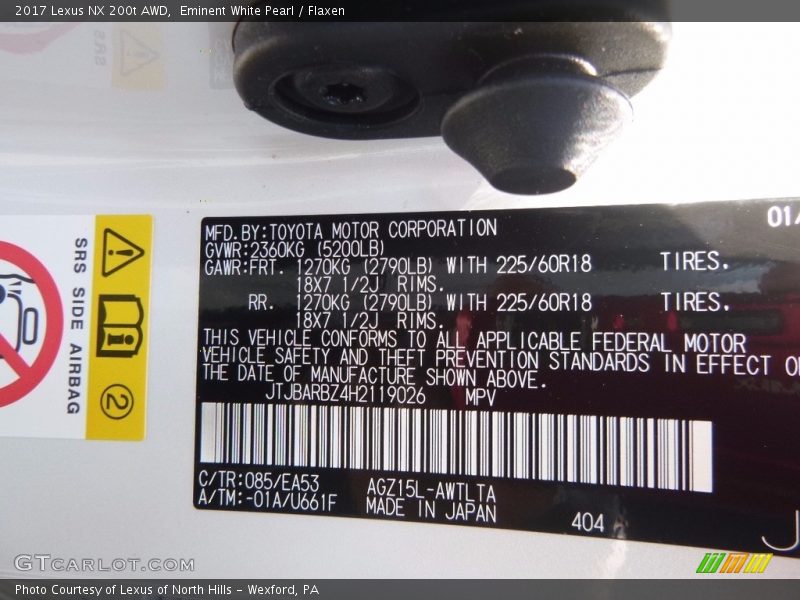 2017 Lexus NX 200t AWD, Eminent White Pearl / Flaxen
MFD.BY:TOYOTA MOTOR CORPORATION 01/
GVWR:2360KG (5200LB)
GAWR:FRT. 1270KG (2790LB) WITH 225/60R18 TIRES.
18X7 1/2J RIMS.
RR. 1270KG (2790LB) WITH 225/60R18 TIRES.
18X7 1/2J RIMS.
THIS VEHICLE CONFORMS TO ALL APPLICABLE FEDERAL MOTOR
VEHICLE SAFETY AND THEFT PREVENTION STANDARDS IN EFFECT
THE DATE OF MANUFACTURE SHOWN ABOVE.
JTJBARBZ4H2119026 MPV
C/TR:085/EA53 AGZ15L-AWTLTA
A/TM:-01A/U661F MADE IN JAPAN 404
SRS SIDE AIRBAG
2
GTCARLOT.COM
Photo Courtesy of Lexus of North Hills - Wexford, PA